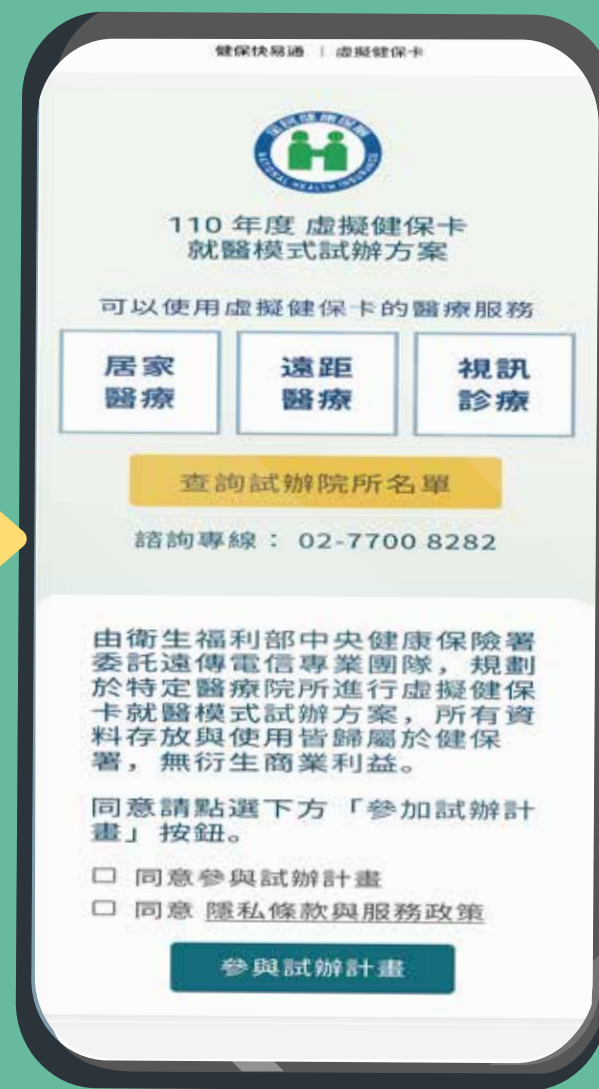 健保快易通 | 虛擬健保卡
全民健康保險
NATIONAL HEALTH INSURANCE
110 年度 虛擬健保卡
就醫模式試辦方案
可以使用虛擬健保卡的醫療服務
居家
醫療
遠距
醫療
視訊
診療
查詢試辦院所名單
諮詢專線： 02-7700 8282
由衛生福利部中央健康保險署
委託遠傳電信專業團隊，規劃
於特定醫療院所進行虛擬健保
卡就醫模式試辦方案，所有資
料存放與使用皆歸屬於健保
署，無衍生商業利益。
同意請點選下方「參加試辦計
畫」按鈕。
同意參與試辦計畫
同意 隱私條款與服務政策
參與試辦計畫